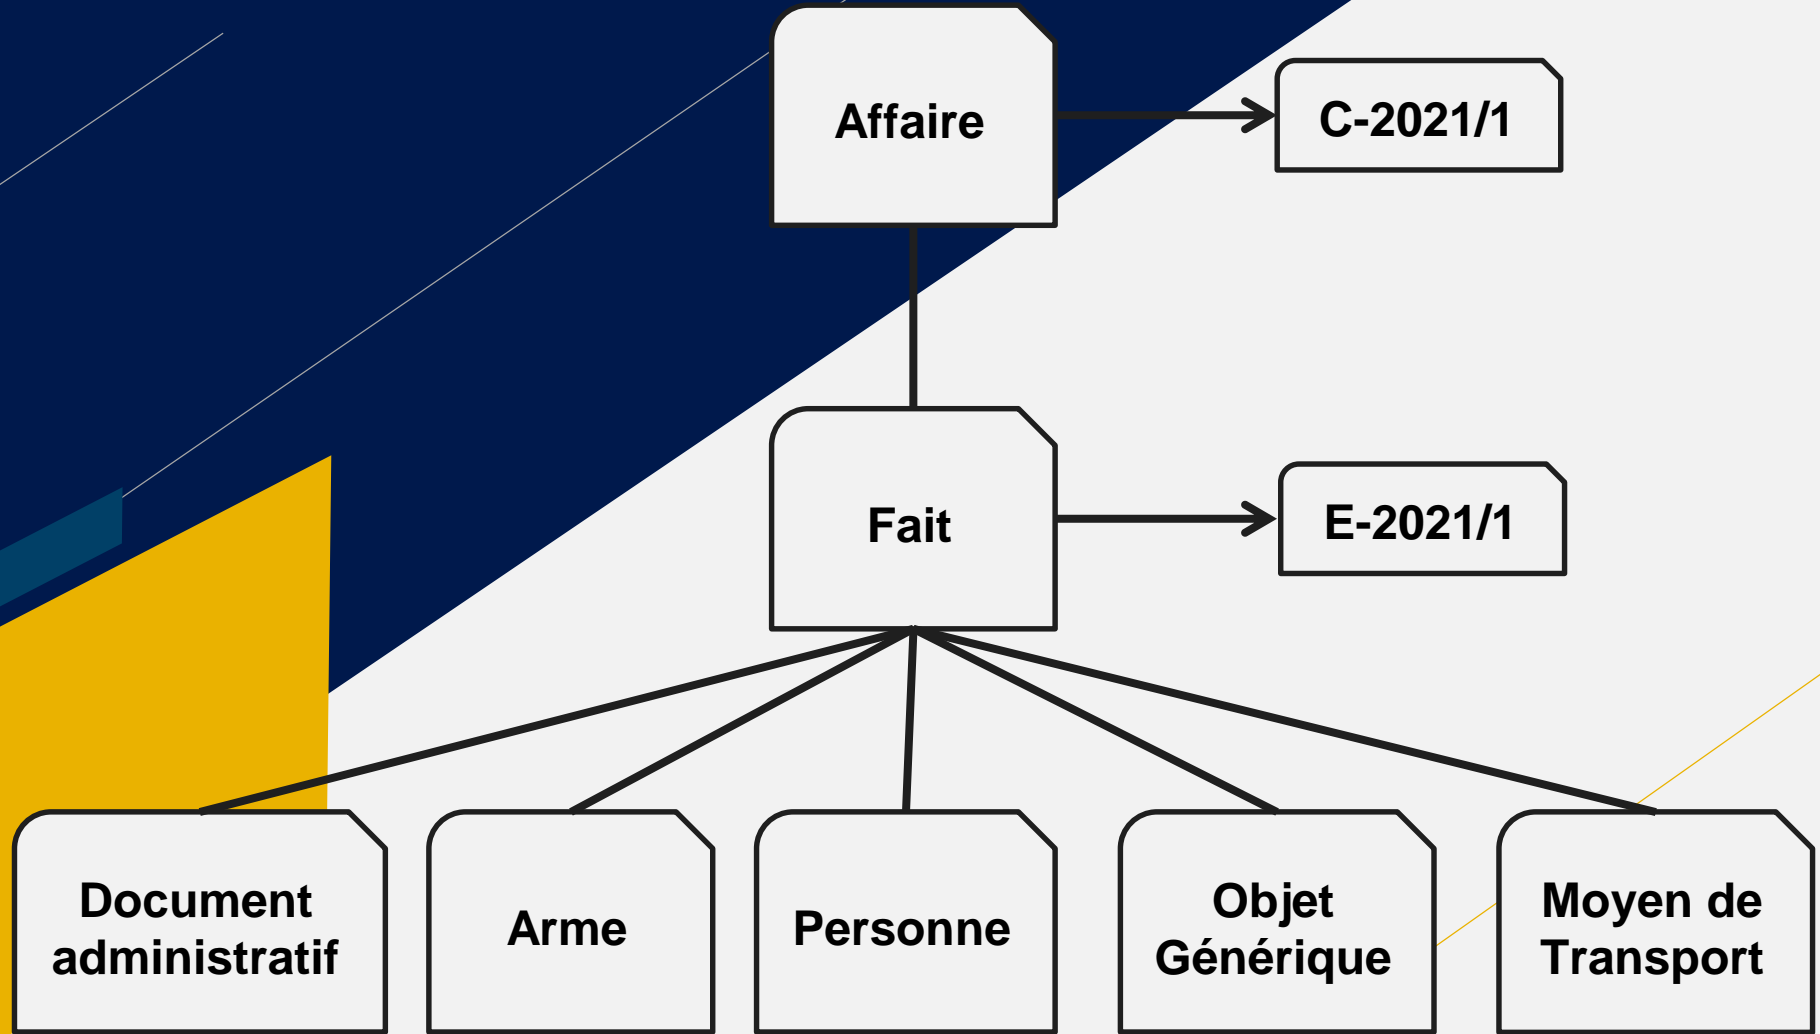 Affaire
C-2021/1
Fait
E-2021/1
Document
administratif
Arme
Personne
Objet
Générique
Moyen de
Transport